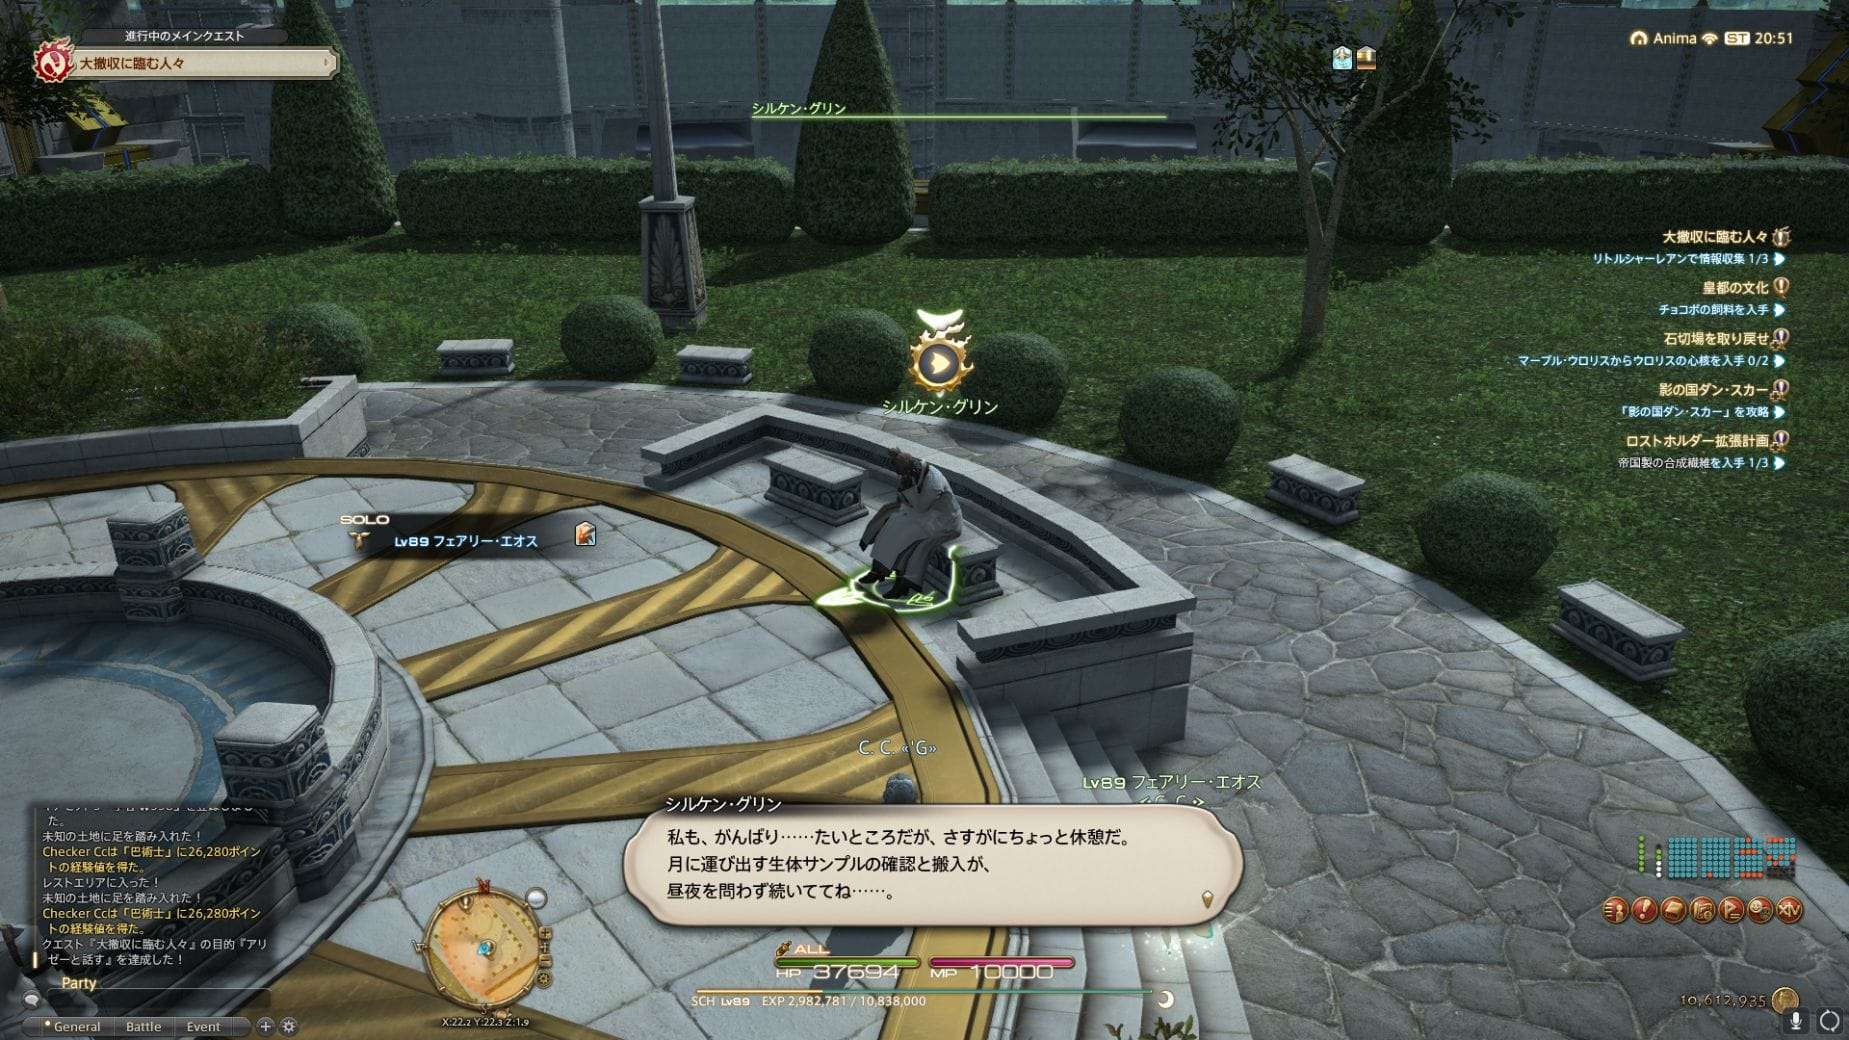 進行中のメインクエスト
大撤収に臨む人々
Anima ST 20:51
シルケン・グリン
大撤収に臨む人々
リトルシャーレアンで情報収集 1/3
皇都の文化
チョコボの飼料を入手
石切場を取り戻せ
マーブル・ウロリスからウロリスの心核を入手 0/2
影の国ダン・スカー
「影の国ダン・スカー」を攻略
ロストホルダー拡張計画
帝国製の合成繊維を入手 1/3
シルケン・グリン
SOLO
Lv89 フェアリー・エオス
C. C. «'G»
Lv89 フェアリー・エオス
シルケン・グリン
私も、がんばり……たいところだが、さすがにちょっと休憩だ。
月に運び出す生体サンプルの確認と搬入が、
昼夜を問わず続いててね……。
た。
未知の土地に足を踏み入れた！
Checker Ccは「巴術士」に26,280ポイン
トの経験値を得た。
レストエリアに入った！
未知の土地に足を踏み入れた！
Checker Ccは「巴術士」に26,280ポイン
トの経験値を得た。
クエスト『大撤収に臨む人々』の目的『アリ
ゼーと話す』を達成した！
Party
General Battle Event
X:22.2 Y:22.3 Z:1.9
ALL
HP 37694 MP 10000
SCH Lv89 EXP 2,982,781 / 10,838,000
10,612,935